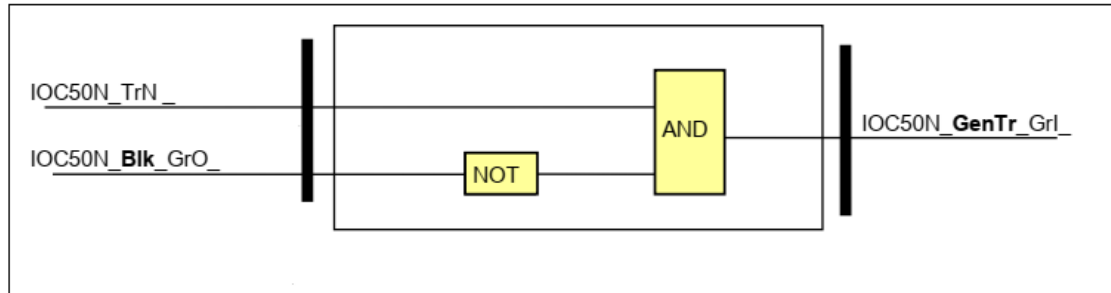 IOC50N_TrN _
IOC50N_Blk_GrO_
NOT
AND
IOC50N_GenTr_GrI_